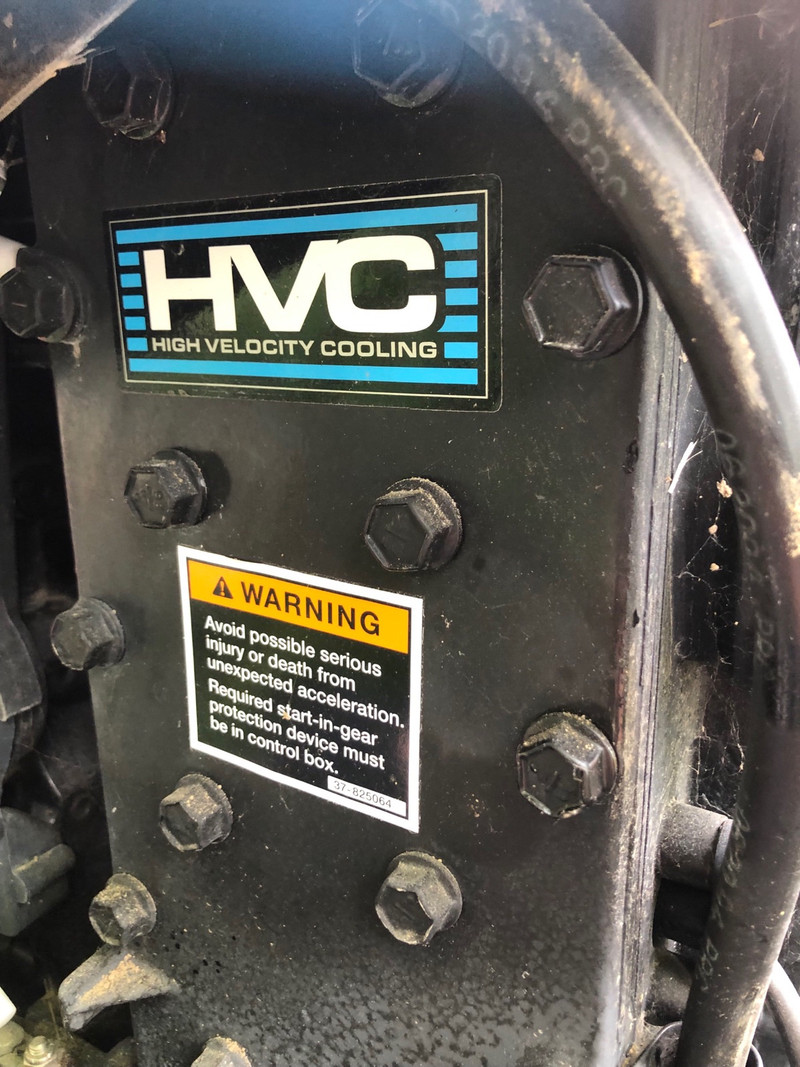 HVC
HIGH VELOCITY COOLING
WARNING
Avoid possible serious
injury or death from
unexpected acceleration.
Required start-in-gear
protection device must
be in control box.
37-825064